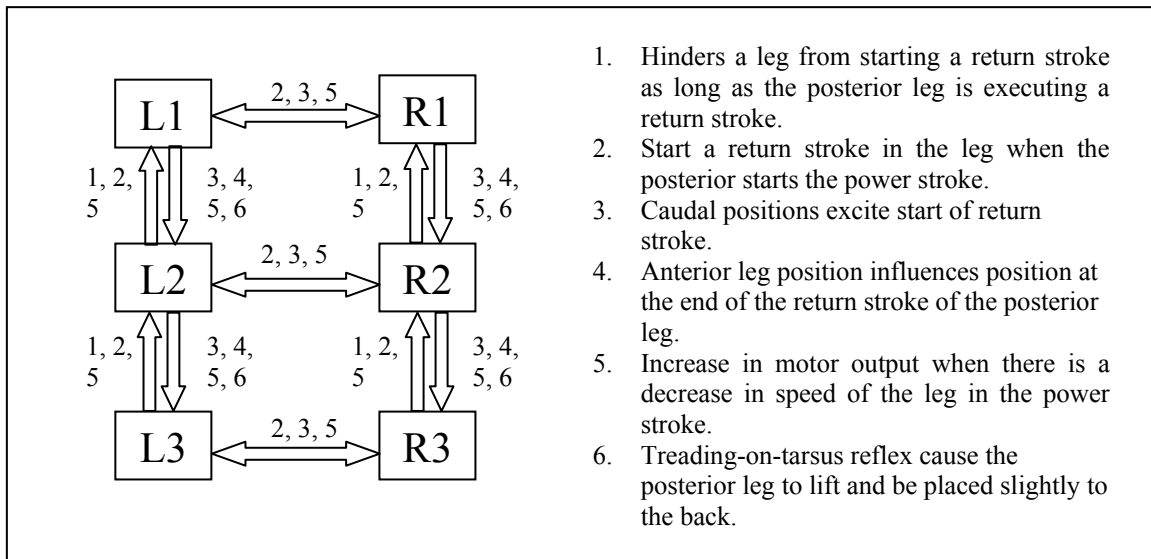 L1
2, 3, 5
R1
1, 2,
5
3, 4,
5, 6
1, 2,
5
3, 4,
5, 6
L2
2, 3, 5
R2
1, 2,
5
3, 4,
5, 6
1, 2,
5
3, 4,
5, 6
L3
2, 3, 5
R3
1. Hinders a leg from starting a return stroke
as long as the posterior leg is executing a
return stroke.
2. Start a return stroke in the leg when the
posterior starts the power stroke.
3. Caudal positions excite start of return
stroke.
4. Anterior leg position influences position at
the end of the return stroke of the posterior
leg.
5. Increase in motor output when there is a
decrease in speed of the leg in the power
stroke.
6. Treading-on-tarsus reflex cause the
posterior leg to lift and be placed slightly to
the back.